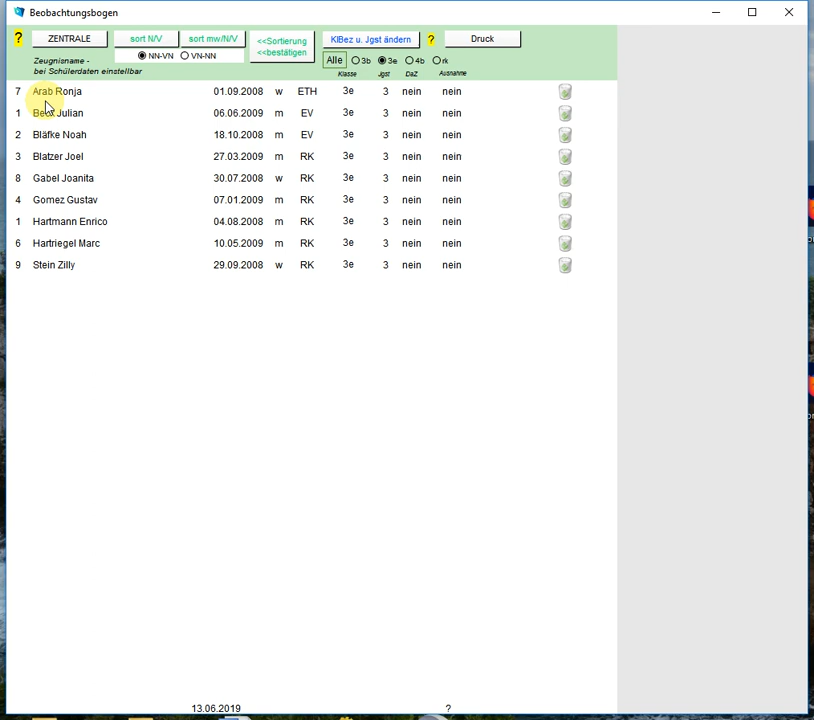 Beobachtungsbogen
? ZENTRALE sort N/V sort mw/N/V <<Sortierung <<bestätigen KlBez u. Jgst ändern ? Druck
NN-VN VN-NN Alle 3b 3e 4b rk
Zeugnisname -
bei Schülerdaten einstellbar Klasse Jgst DaZ Ausnahme
7 Arab Ronja 01.09.2008 w ETH 3e 3 nein nein
1 Julian 06.06.2009 m EV 3e 3 nein nein
2 Bläfke Noah 18.10.2008 m EV 3e 3 nein nein
3 Blatzer Joel 27.03.2009 m RK 3e 3 nein nein
8 Gabel Joanita 30.07.2008 w RK 3e 3 nein nein
4 Gomez Gustav 07.01.2009 m RK 3e 3 nein nein
1 Hartmann Enrico 04.08.2008 m RK 3e 3 nein nein
6 Hartriegel Marc 10.05.2009 m RK 3e 3 nein nein
9 Stein Zilly 29.09.2008 w RK 3e 3 nein nein
13.06.2019 ?